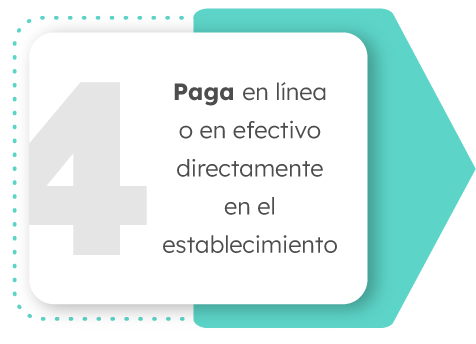 4
Paga en línea
o en efectivo
directamente
en el
establecimiento